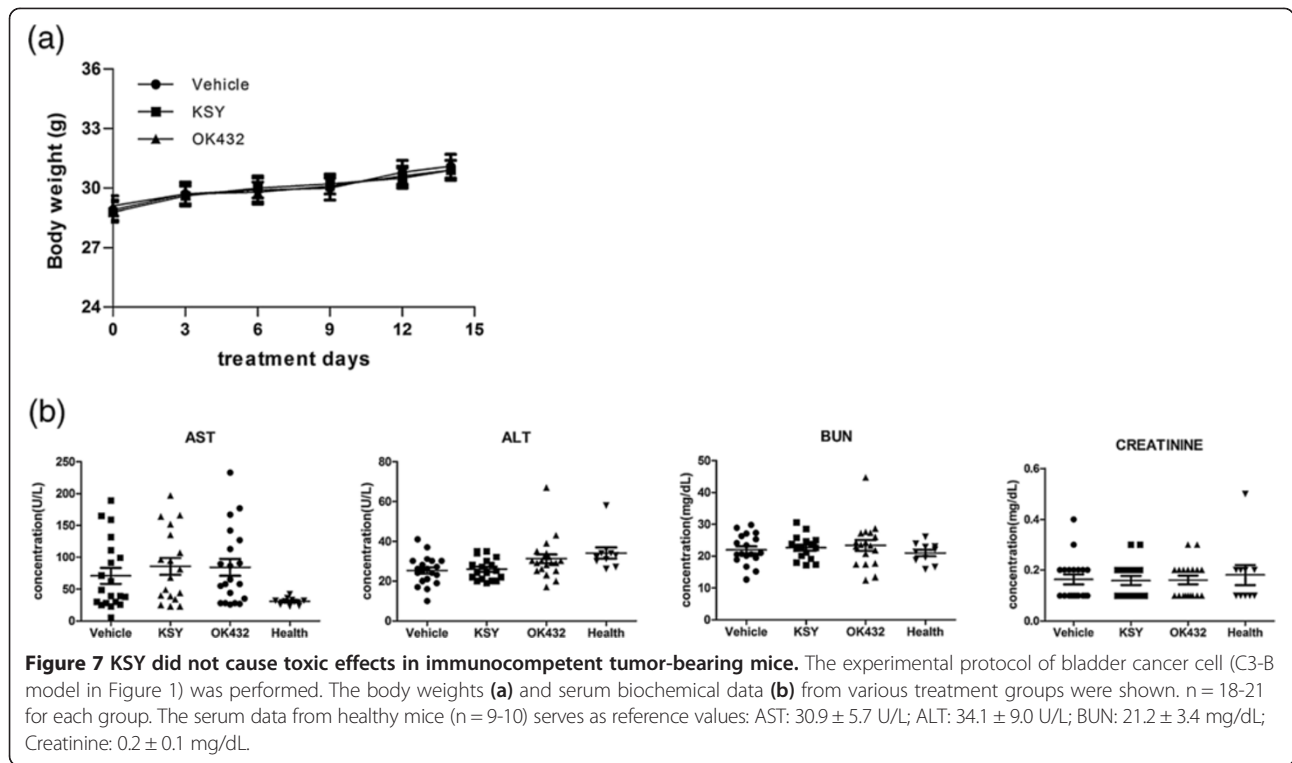 (a)
36
33
30
27
24
Body weight (g)
Vehicle
KSY
OK432
0 3 6 9 12 15
treatment days
(b)
AST
250
200
150
100
50
0
concentration(U/L)
Vehicle KSY OK432 Health
ALT
80
60
40
20
0
concentration(U/L)
Vehicle KSY OK432 Health
BUN
50
40
30
20
10
0
concentration(mg/dL)
Vehicle KSY OK432 Health
CREATININE
0.6
0.4
0.2
0.0
concentration(mg/dL)
Vehicle KSY OK432 Health
Figure 7 KSY did not cause toxic effects in immunocompetent tumor-bearing mice. The experimental protocol of bladder cancer cell (C3-B
model in Figure 1) was performed. The body weights (a) and serum biochemical data (b) from various treatment groups were shown. n = 18-21
for each group. The serum data from healthy mice (n = 9-10) serves as reference values: AST: 30.9 ± 5.7 U/L; ALT: 34.1 ± 9.0 U/L; BUN: 21.2 ± 3.4 mg/dL;
Creatinine: 0.2 ± 0.1 mg/dL.